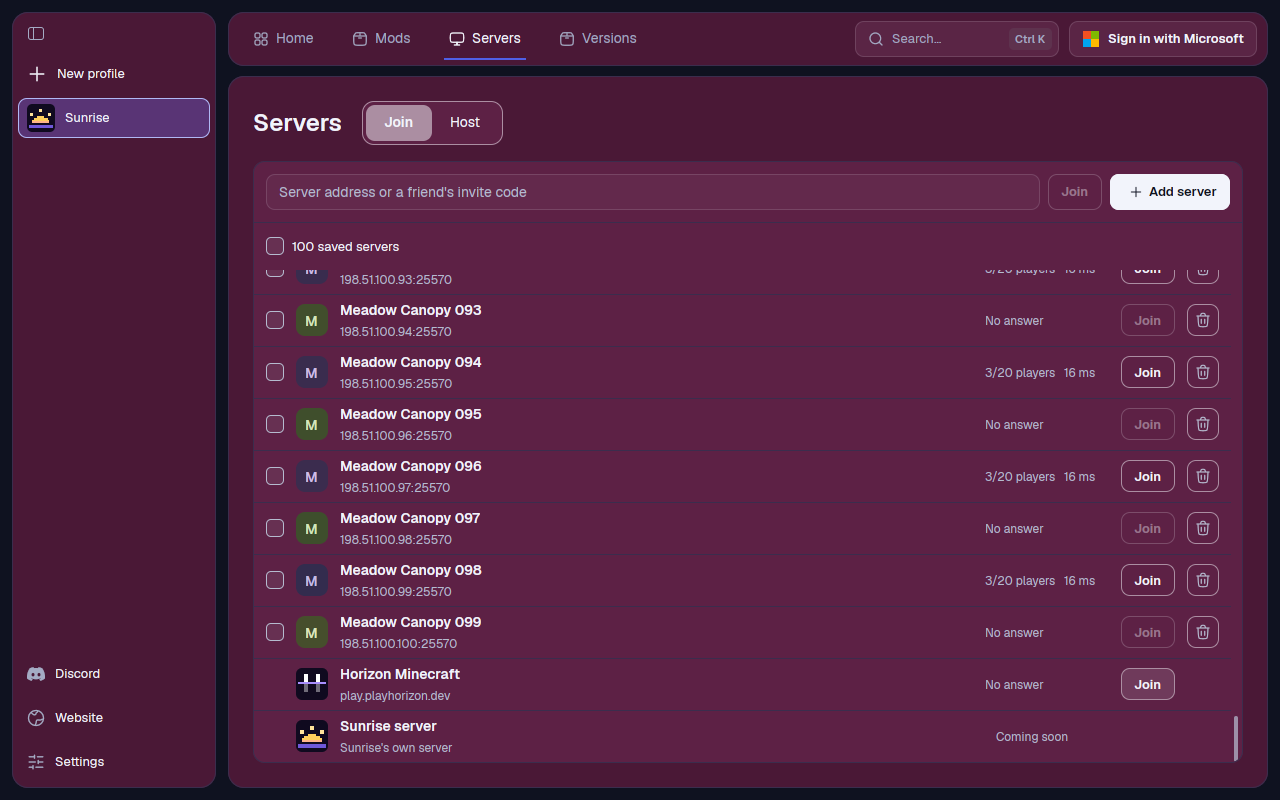 Home
Mods
Servers
Versions
Search...
Ctrl K
Sign in with Microsoft
New profile
Sunrise
Servers
Join
Host
Server address or a friend's invite code
Join
Add server
100 saved servers
198.51.100.93:25570
3/20 players 16 ms
Join
M
Meadow Canopy 093
198.51.100.94:25570
No answer
Join
M
Meadow Canopy 094
198.51.100.95:25570
3/20 players 16 ms
Join
M
Meadow Canopy 095
198.51.100.96:25570
No answer
Join
M
Meadow Canopy 096
198.51.100.97:25570
3/20 players 16 ms
Join
M
Meadow Canopy 097
198.51.100.98:25570
No answer
Join
M
Meadow Canopy 098
198.51.100.99:25570
3/20 players 16 ms
Join
M
Meadow Canopy 099
198.51.100.100:25570
No answer
Join
Horizon Minecraft
play.playhorizon.dev
No answer
Join
Sunrise server
Sunrise's own server
Coming soon
Discord
Website
Settings